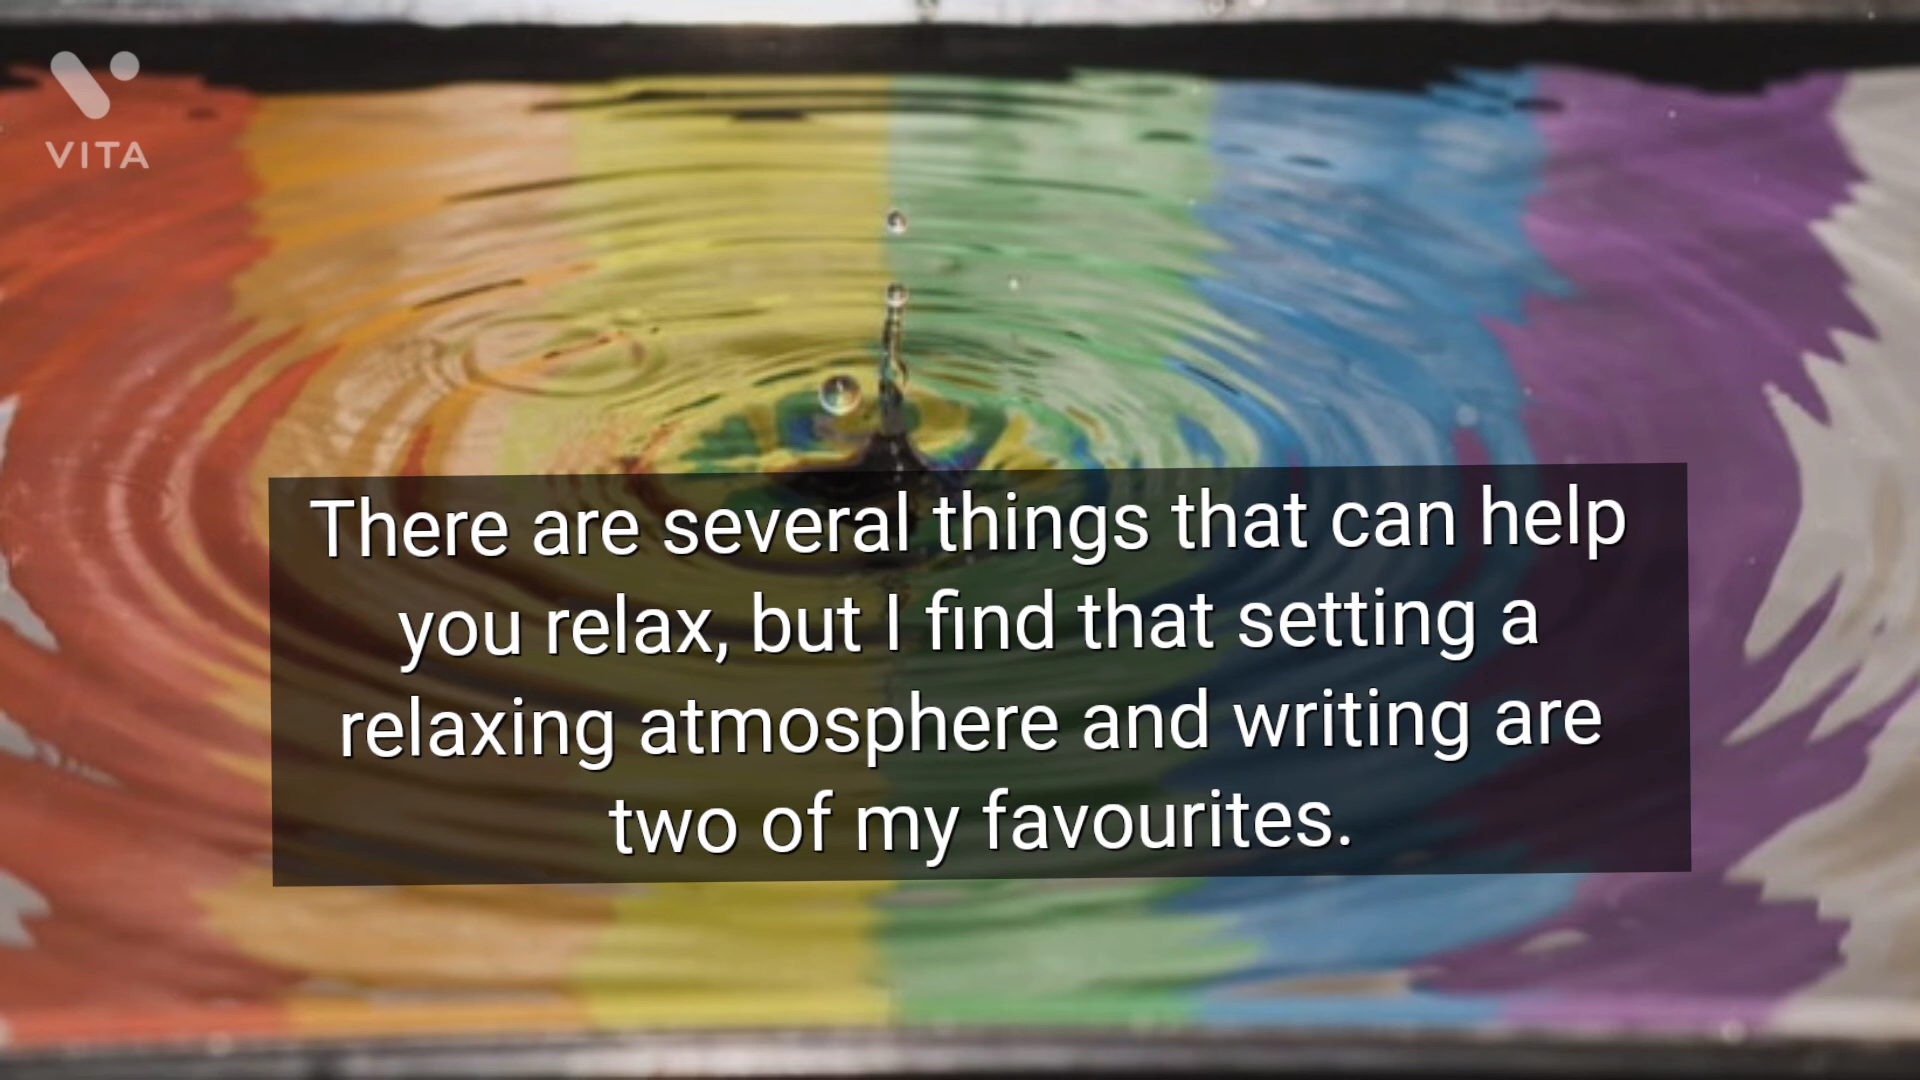 VITA
There are several things that can help
you relax, but I find that setting a
relaxing atmosphere and writing are
two of my favourites.